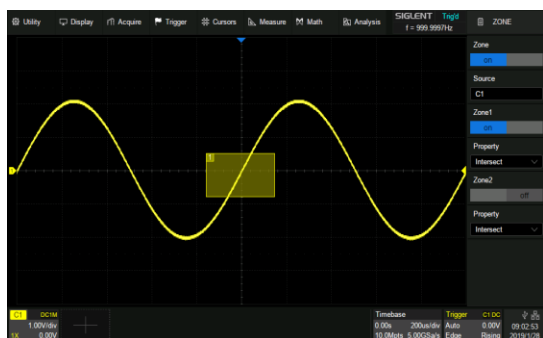 Utility Display Acquire Trigger Cursors Measure Math Analysis SIGLENT Trig'd ZONE
f = 999.9997Hz
Zone
on
Source
C1
Zone1
on
Property
Intersect
Zone2
off
Property
Intersect
1
C1 DC1M Timebase Trigger C1 DC
1.00V/div 0.00s 200us/div Auto 0.00V 09:02:53
1X 0.00V 10.0Mpts 5.00GSa/s Edge Rising 2019/1/28